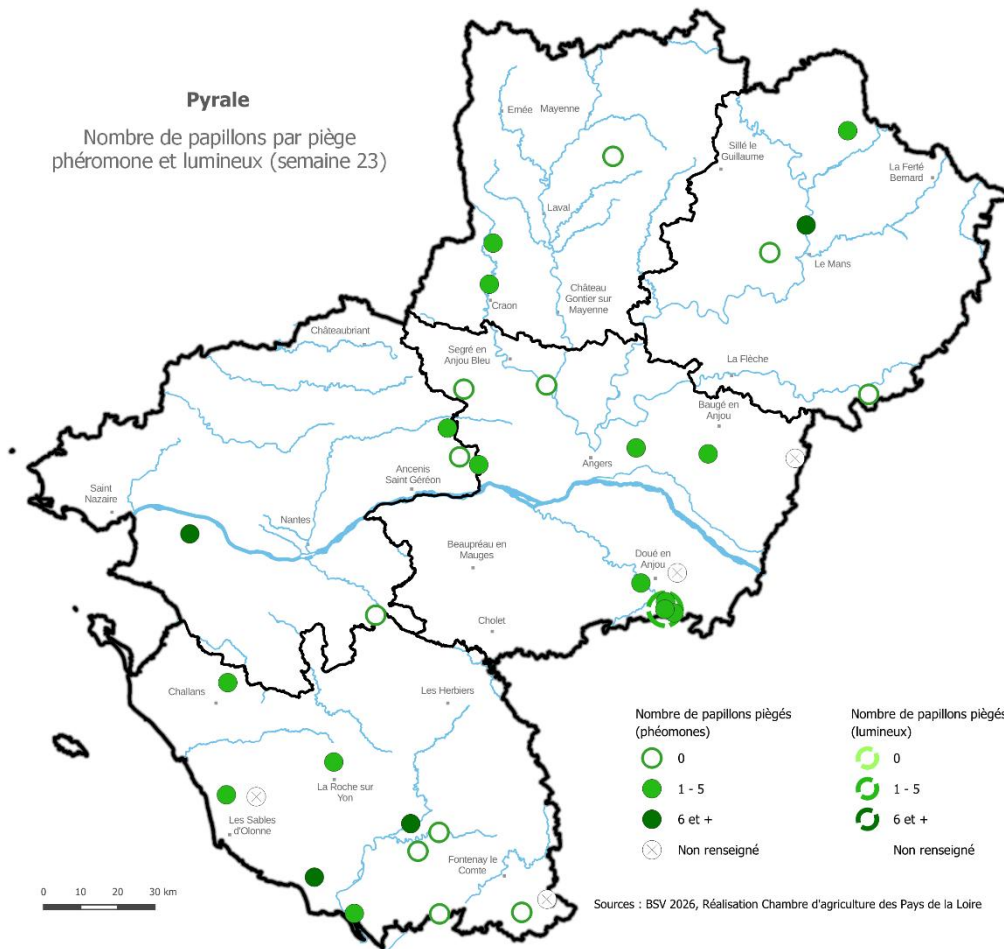 Pyrale
Nombre de papillons par piège
phéromone et lumineux (semaine 23)
Ernée
Mayenne
Sillé le
Guillaume
La Ferté
Bernard
Laval
Le Mans
Craon
Château
Gontier sur
Mayenne
Châteaubriant
Segré en
Anjou Bleu
La Flèche
Baugé en
Anjou
Angers
Ancenis
Saint Géréon
Saint
Nazaire
Nantes
Beaupréau en
Mauges
Doué en
Anjou
Cholet
Challans
Les Herbiers
La Roche sur
Yon
Les Sables
d'Olonne
Fontenay le
Comte
Nombre de papillons piégés
(phéomones)
0
1 - 5
6 et +
Non renseigné
Nombre de papillons piégés
(lumineux)
0
1 - 5
6 et +
Non renseigné
0 10 20 30 km
Sources : BSV 2026, Réalisation Chambre d'agriculture des Pays de la Loire